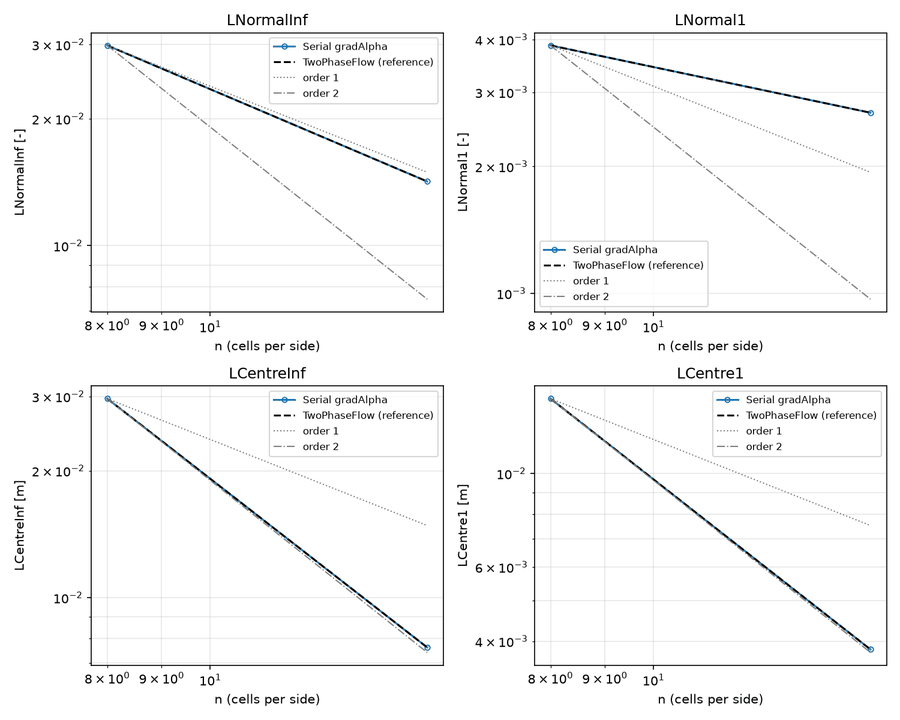 LNormalInf
3 × 10⁻²
2 × 10⁻²
10⁻²
LNormalInf [-]
Serial gradAlpha
TwoPhaseFlow (reference)
order 1
order 2
8 × 10⁰ 9 × 10⁰ 10¹
n (cells per side)
LNormal1
4 × 10⁻³
3 × 10⁻³
2 × 10⁻³
10⁻³
LNormal1 [-]
Serial gradAlpha
TwoPhaseFlow (reference)
order 1
order 2
8 × 10⁰ 9 × 10⁰ 10¹
n (cells per side)
LCentreInf
3 × 10⁻²
2 × 10⁻²
10⁻²
LCentreInf [m]
Serial gradAlpha
TwoPhaseFlow (reference)
order 1
order 2
8 × 10⁰ 9 × 10⁰ 10¹
n (cells per side)
LCentre1
10⁻²
6 × 10⁻³
4 × 10⁻³
LCentre1 [m]
Serial gradAlpha
TwoPhaseFlow (reference)
order 1
order 2
8 × 10⁰ 9 × 10⁰ 10¹
n (cells per side)